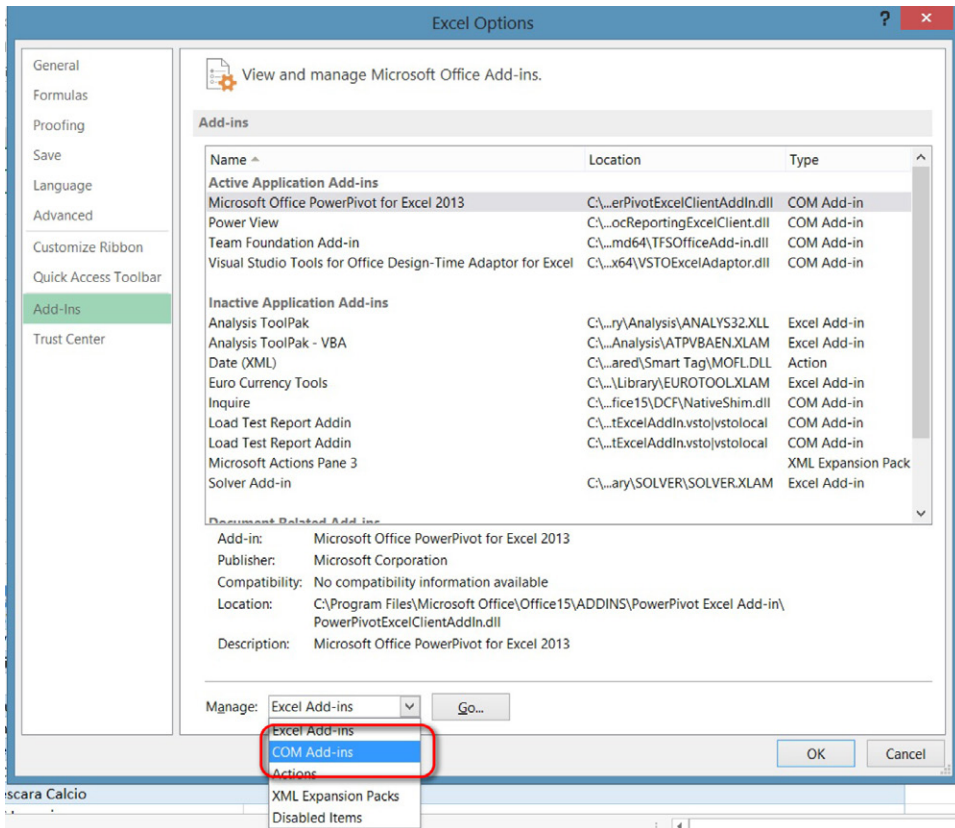 Excel Options
?
General
Formulas
Proofing
Save
Language
Advanced
Customize Ribbon
Quick Access Toolbar
Add-Ins
Trust Center
View and manage Microsoft Office Add-ins.
Add-ins
Name Location Type
Active Application Add-ins
Microsoft Office PowerPivot for Excel 2013 C:\...erPivotExcelClientAddIn.dll COM Add-in
Power View C:\...ocReportingExcelClient.dll COM Add-in
Team Foundation Add-in C:\...md64\TFSOfficeAdd-in.dll COM Add-in
Visual Studio Tools for Office Design-Time Adaptor for Excel C:\...x64\VSTOExcelAdaptor.dll COM Add-in
Inactive Application Add-ins
Analysis ToolPak C:\...ry\Analysis\ANALYS32.XLL Excel Add-in
Analysis ToolPak - VBA C:\...Analysis\ATPVBAEN.XLAM Excel Add-in
Date (XML) C:\...ared\Smart Tag\MOFL.DLL Action
Euro Currency Tools C:\...\Library\EUROTOOL.XLAM Excel Add-in
Inquire C:\...fice15\DCF\NativeShim.dll COM Add-in
Load Test Report Addin C:\...tExcelAddIn.vsto|vstolocal COM Add-in
Load Test Report Addin C:\...tExcelAddIn.vsto|vstolocal COM Add-in
Microsoft Actions Pane 3 XML Expansion Pack
Solver Add-in C:\...ary\SOLVER\SOLVER.XLAM Excel Add-in
Document Related Add-ins
Add-in: Microsoft Office PowerPivot for Excel 2013
Publisher: Microsoft Corporation
Compatibility: No compatibility information available
Location: C:\Program Files\Microsoft Office\Office15\ADDINS\PowerPivot Excel Add-in\
PowerPivotExcelClientAddIn.dll
Description: Microsoft Office PowerPivot for Excel 2013
Manage: Excel Add-ins Go...
Excel Add-ins
COM Add-ins
Actions
XML Expansion Packs
Disabled Items
OK Cancel
escara Calcio